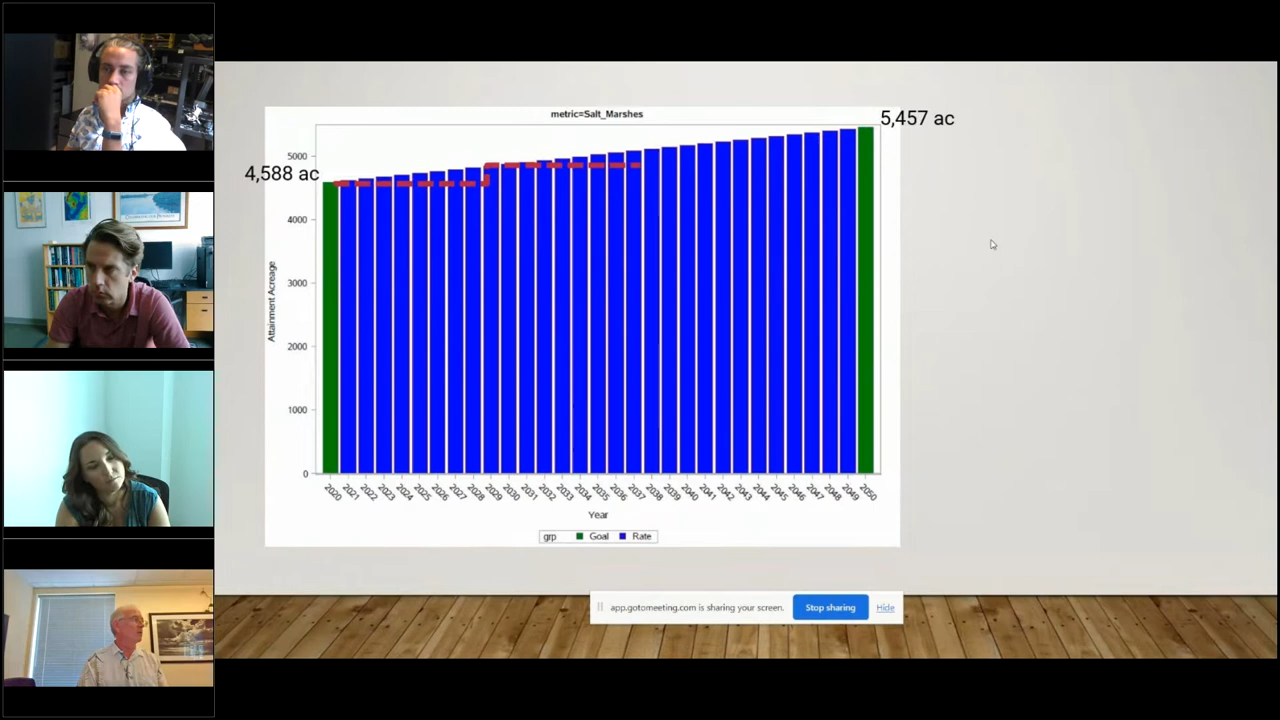 metric=Salt_Marshes
5,457 ac
4,588 ac
5000
4000
3000
2000
1000
0
Attainment Acreage
2020 2021 2022 2023 2024 2025 2026 2027 2028 2029 2030 2031 2032 2033 2034 2035 2036 2037 2038 2039 2040 2041 2042 2043 2044 2045 2046 2047 2048 2049 2050
Year
grp Goal Rate
app.gotomeeting.com is sharing your screen. Stop sharing Hide